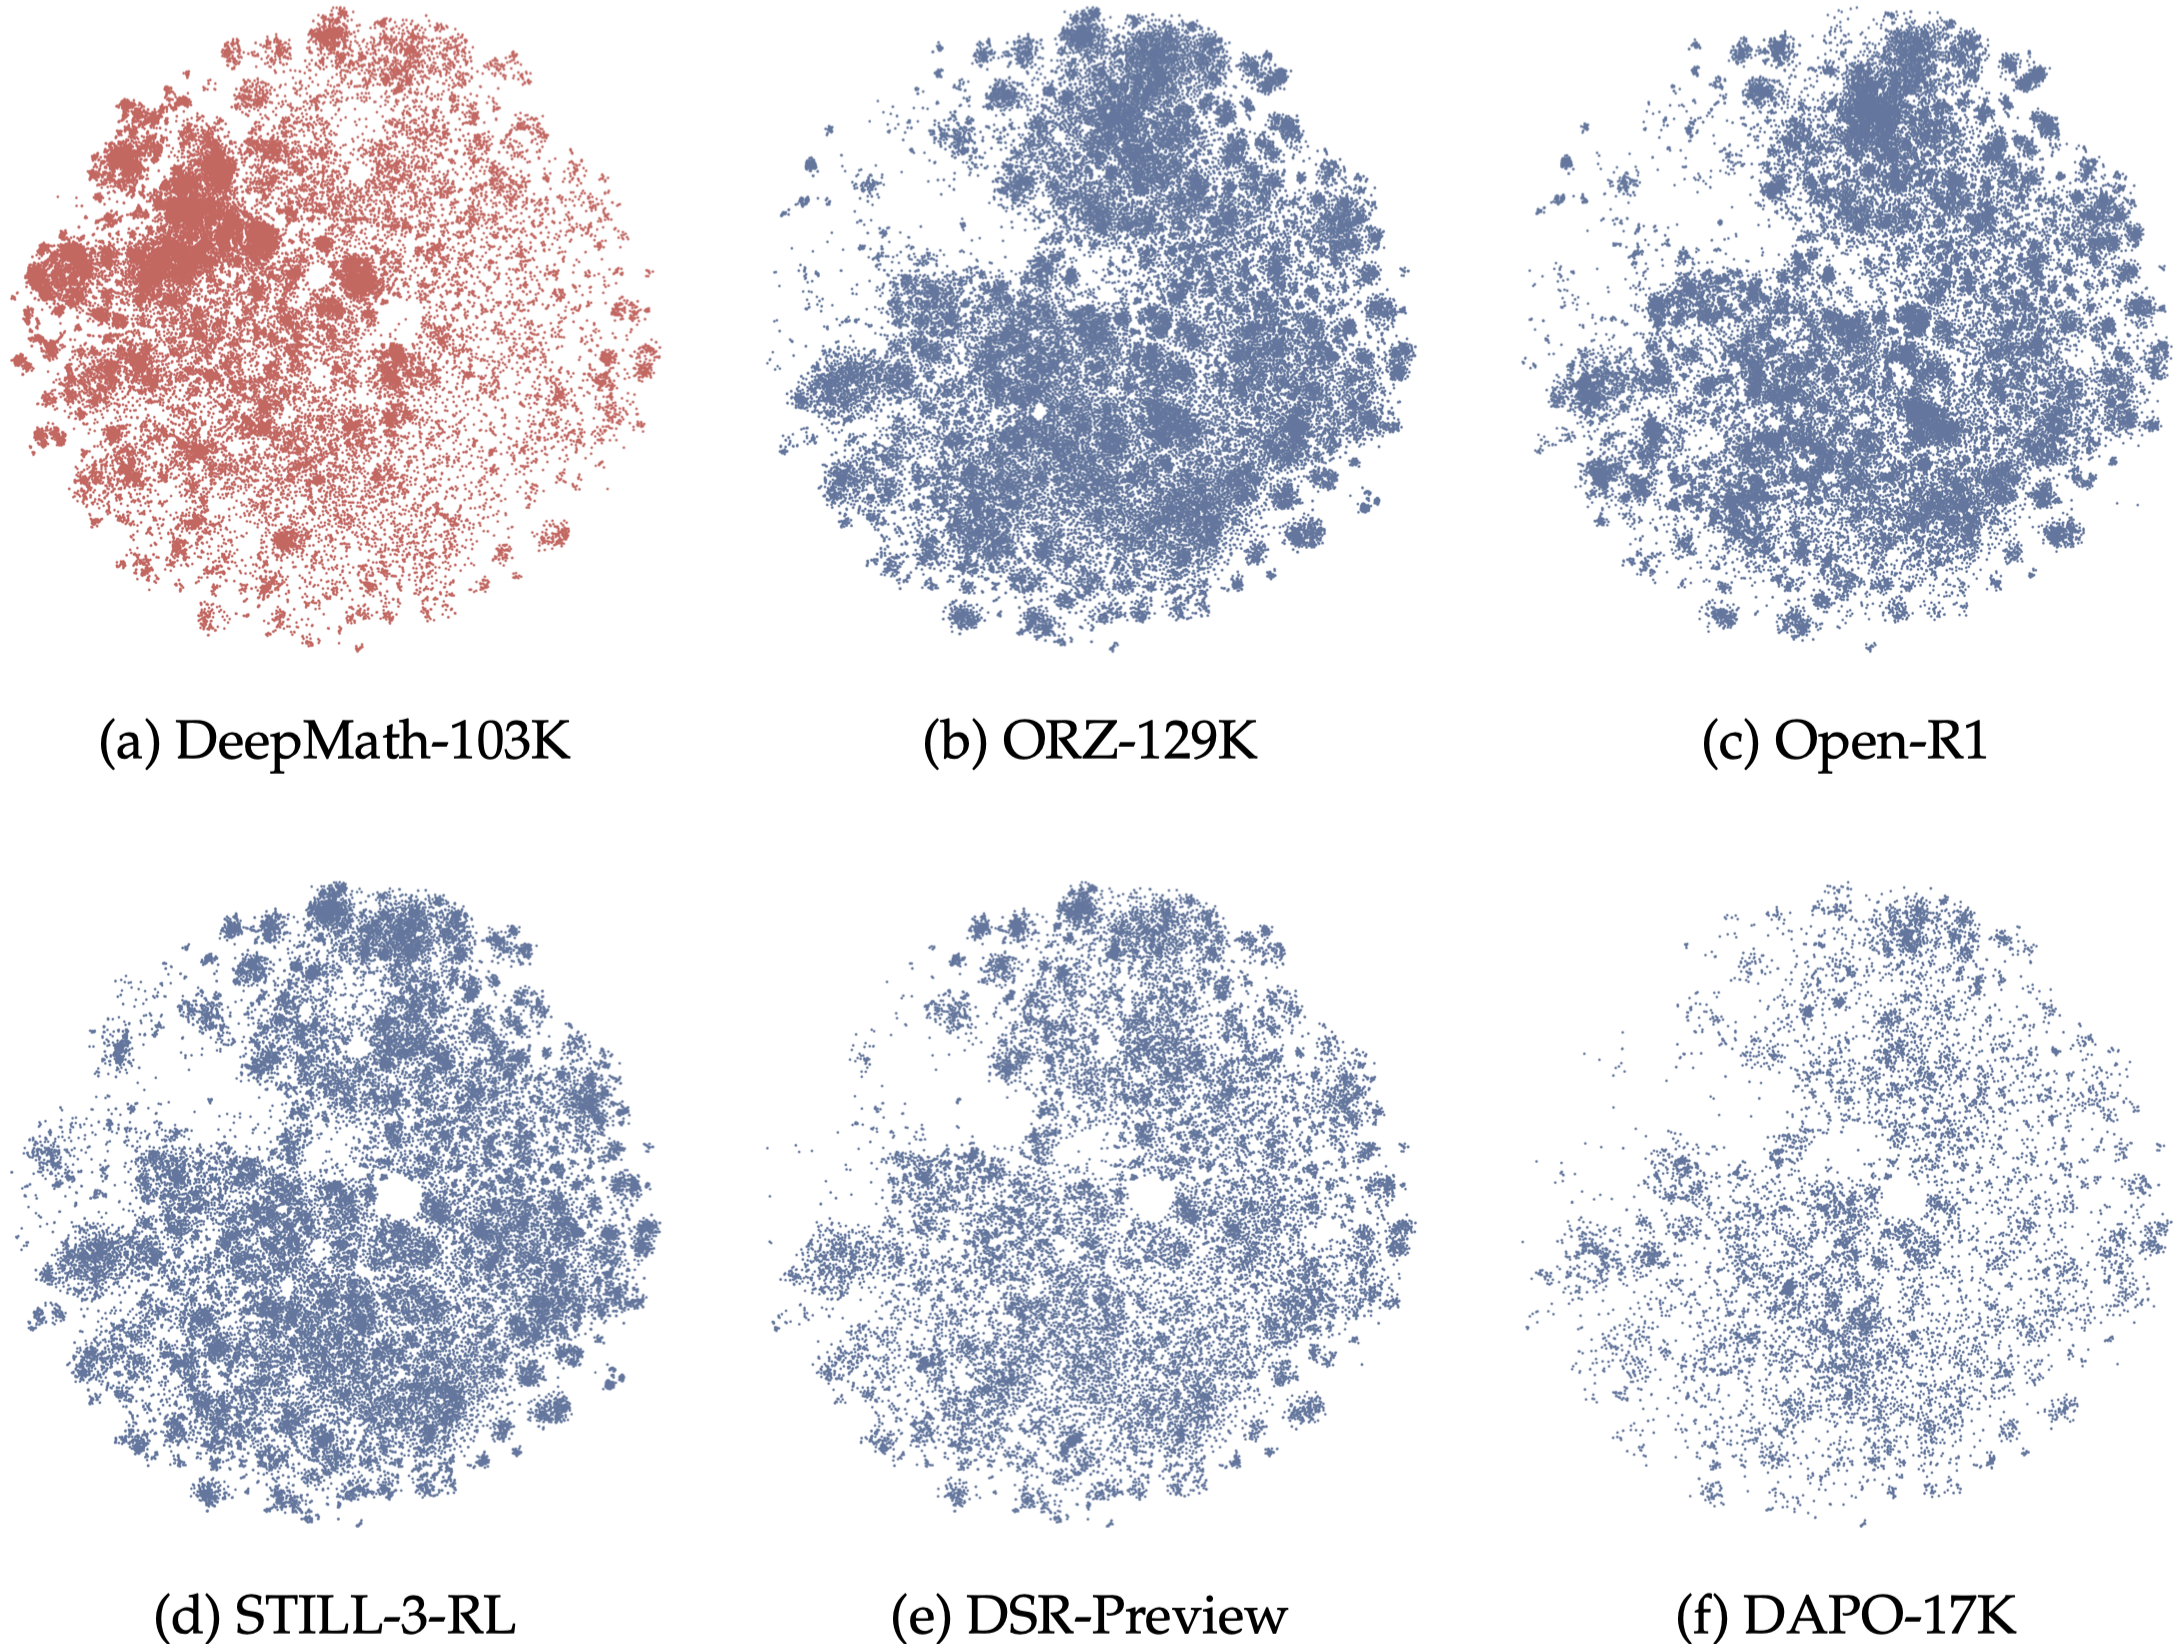 (a) DeepMath-103K
(b) ORZ-129K
(c) Open-R1
(d) STILL-3-RL
(e) DSR-Preview
(f) DAPO-17K